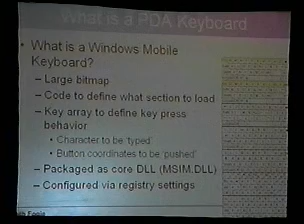 What is a PDA Keyboard
• What is a Windows Mobile
Keyboard?
– Large bitmap
– Code to define what section to load
– Key array to define key press
behavior
• Character to be 'typed'
• Button coordinates to be 'pushed'
– Packaged as core DLL (MSIM.DLL)
– Configured via registry settings